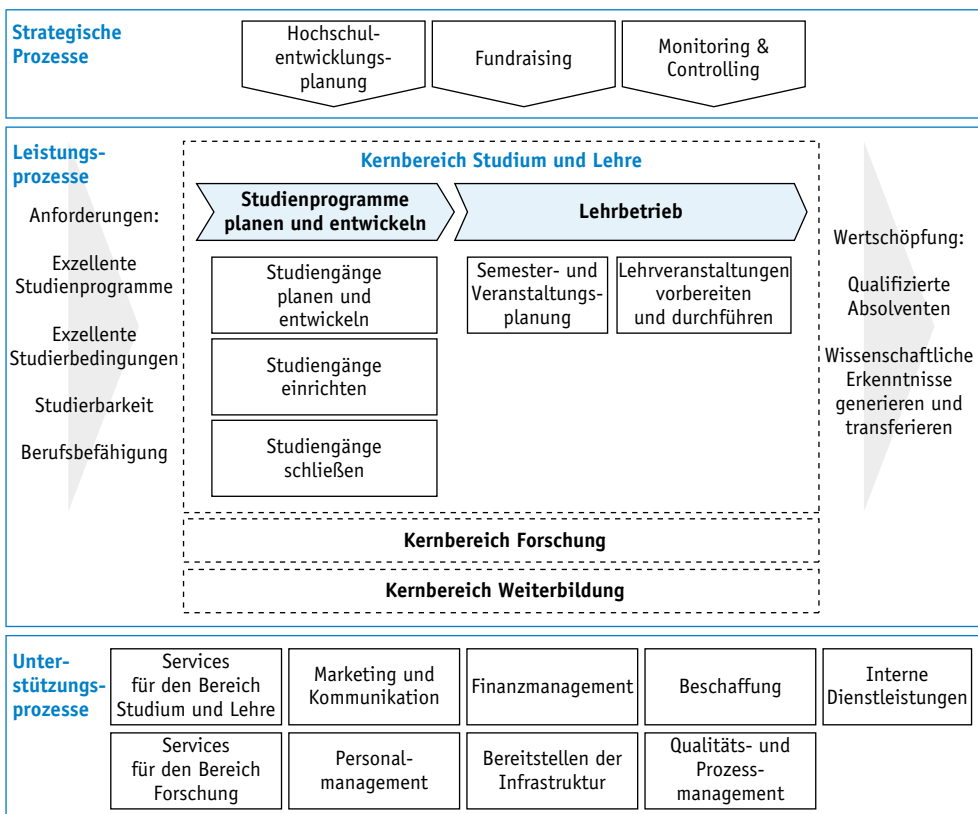 Strategische
Prozesse
Hochschul-
entwicklungs-
planung
Fundraising
Monitoring &
Controlling
Leistungs-
prozesse
Anforderungen:
Exzellente
Studienprogramme
Exzellente
Studierbedingungen
Studierbarkeit
Berufsbefähigung
Kernbereich Studium und Lehre
Studienprogramme
planen und entwickeln
Lehrbetrieb
Studiengänge
planen und
entwickeln
Studiengänge
einrichten
Studiengänge
schließen
Semester- und
Veranstaltungs-
planung
Lehrveranstaltungen
vorbereiten
und durchführen
Wertschöpfung:
Qualifizierte
Absolventen
Wissenschaftliche
Erkenntnisse
generieren und
transferieren
Kernbereich Forschung
Kernbereich Weiterbildung
Unter-
stützungs-
prozesse
Services
für den Bereich
Studium und Lehre
Marketing und
Kommunikation
Finanzmanagement
Beschaffung
Interne
Dienstleistungen
Services
für den Bereich
Forschung
Personal-
management
Bereitstellen der
Infrastruktur
Qualitäts- und
Prozess-
management